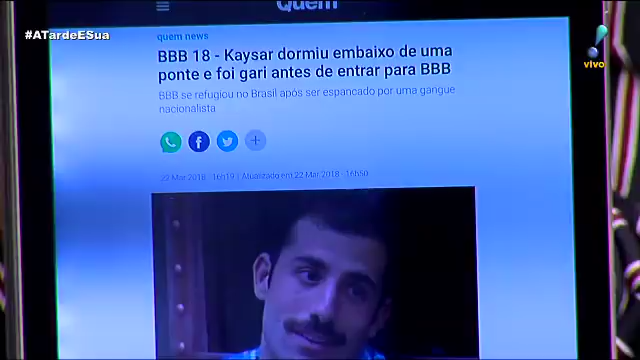 Quem
#ATardeÉSua
quem news
BBB 18 - Kaysar dormiu embaixo de uma
ponte e foi gari antes de entrar para BBB
BBB se refugiou no Brasil após ser espancado por uma gangue
nacionalista
22 Mar 2018 - 16h19 | Atualizado em 22 Mar 2018 - 16h50
vivo